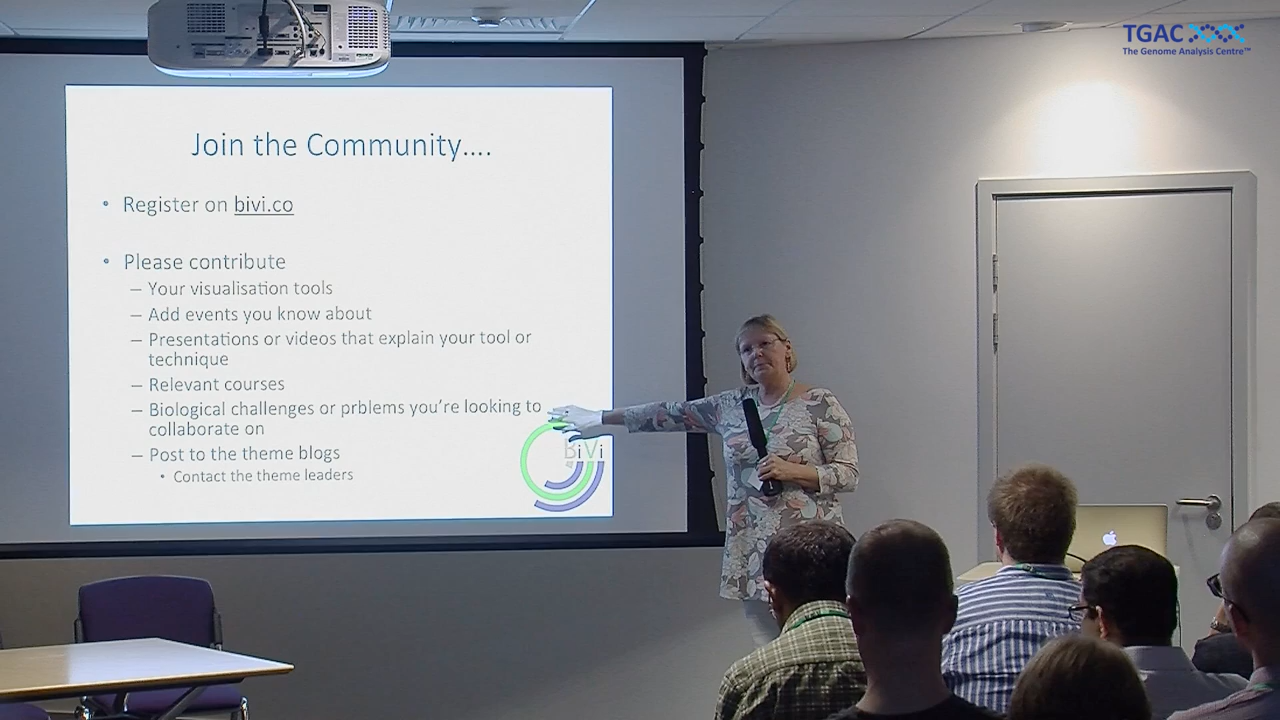 TGAC
The Genome Analysis Centre™
Join the Community....
• Register on bivi.co
• Please contribute
– Your visualisation tools
– Add events you know about
– Presentations or videos that explain your tool or
technique
– Relevant courses
– Biological challenges or prblems you're looking to
collaborate on
– Post to the theme blogs
• Contact the theme leaders
BiVi